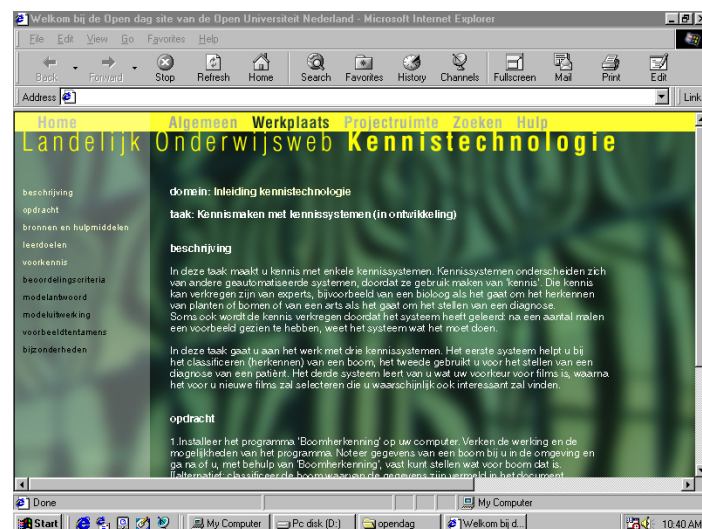 Welkom bij de Open dag site van de Open Universiteit Nederland - Microsoft Internet Explorer
File Edit View Go Favorites Help
Back Forward Stop Refresh Home Search Favorites History Channels Fullscreen Mail Print Edit
Address Link
Home Algemeen Werkplaats Projectruimte Zoeken Hulp
Landelijk Onderwijsweb Kennistechnologie
beschrijving
opdracht
bronnen en hulpmiddelen
leerdoelen
voorkennis
beoordelingscriteria
modelantwoord
modeluitwerking
voorbeeldtentamens
bijzonderheden
domein: Inleiding kennistechnologie
taak: Kennismaken met kennissystemen (in ontwikkeling)
beschrijving
In deze taak maakt u kennis met enkele kennissystemen. Kennissystemen onderscheiden zich
van andere geautomatiseerde systemen, doordat ze gebruik maken van 'kennis'. Die kennis
kan verkregen zijn van experts, bijvoorbeeld van een bioloog als het gaat om het herkennen
van planten of bomen of van een arts als het gaat om het stellen van een diagnose.
Soms ook wordt de kennis verkregen doordat het systeem heeft geleerd: na een aantal malen
een voorbeeld gezien te hebben, weet het systeem wat het moet doen.
In deze taak gaat u aan het werk met drie kennissystemen. Het eerste systeem helpt u bij
het classificeren (herkennen) van een boom, het tweede gebruikt u voor het stellen van een
diagnose van een patiënt. Het derde systeem leert van u wat uw voorkeur voor films is, waarna
het voor u nieuwe films zal selecteren die u waarschijnlijk ook interessant zal vinden.
opdracht
1.Installeer het programma 'Boomherkenning' op uw computer. Verken de werking en de
mogelijkheden van het programma. Noteer gegevens van een boom bij u in de omgeving en
ga na of u, met behulp van 'Boomherkenning', vast kunt stellen wat voor boom dat is.
[alternatief: classificeer de boom waarvan de gegevens zijn vermeld in het document
Done My Computer
Start My Computer Pc disk (D:) opendag Welkom bij d... 10:40 AM